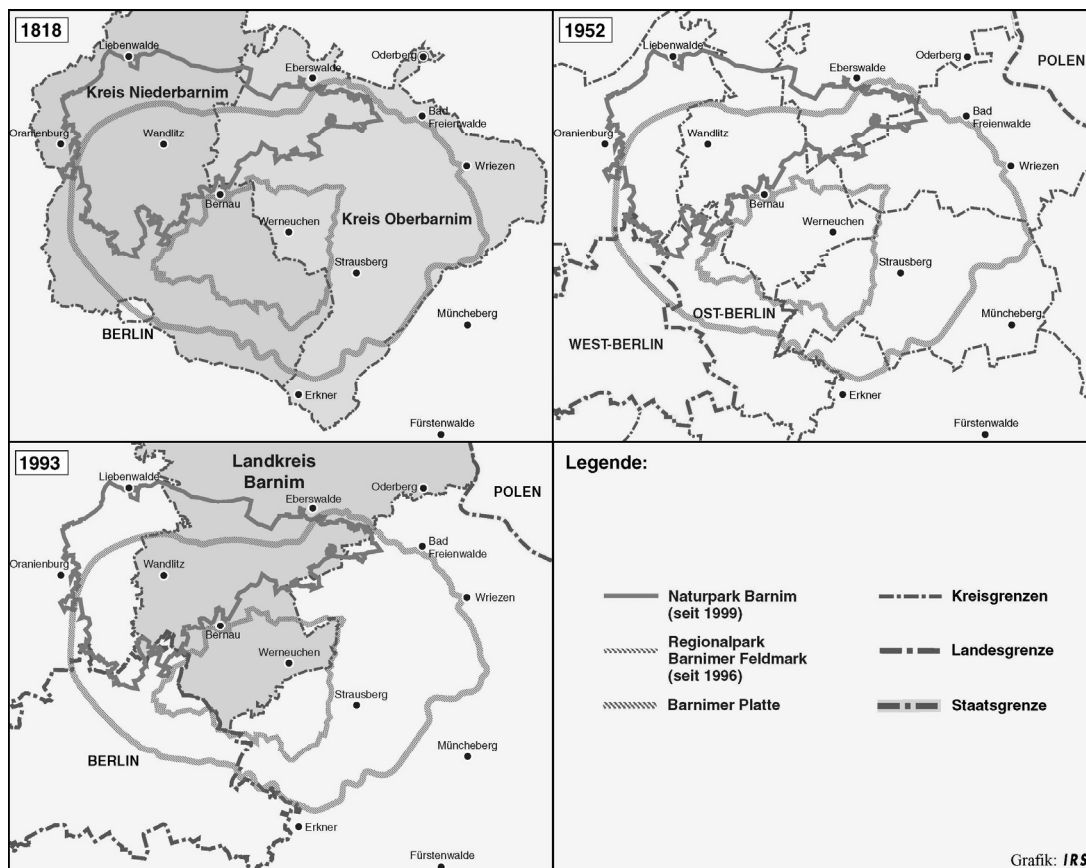 1818
Liebenwalde
Oderberg
Eberswalde
Kreis Niederbarnim
Bad
Freienwalde
Oranienburg
Wandlitz
Wriezen
Bernau
Kreis Oberbarnim
Werneuchen
Strausberg
BERLIN
Müncheberg
Erkner
Fürstenwalde
1952
Liebenwalde
Oderberg
POLEN
Eberswalde
Bad
Freienwalde
Oranienburg
Wandlitz
Wriezen
Bernau
Werneuchen
Strausberg
OST-BERLIN
Müncheberg
WEST-BERLIN
Erkner
Fürstenwalde
1993
Landkreis
Barnim
Liebenwalde
Oderberg
POLEN
Eberswalde
Bad
Freienwalde
Oranienburg
Wandlitz
Wriezen
Bernau
Werneuchen
Strausberg
Müncheberg
BERLIN
Erkner
Fürstenwalde
Legende:
Naturpark Barnim
(seit 1999)
Regionalpark
Barnimer Feldmark
(seit 1996)
Barnimer Platte
Kreisgrenzen
Landesgrenze
Staatsgrenze
Grafik: IRS